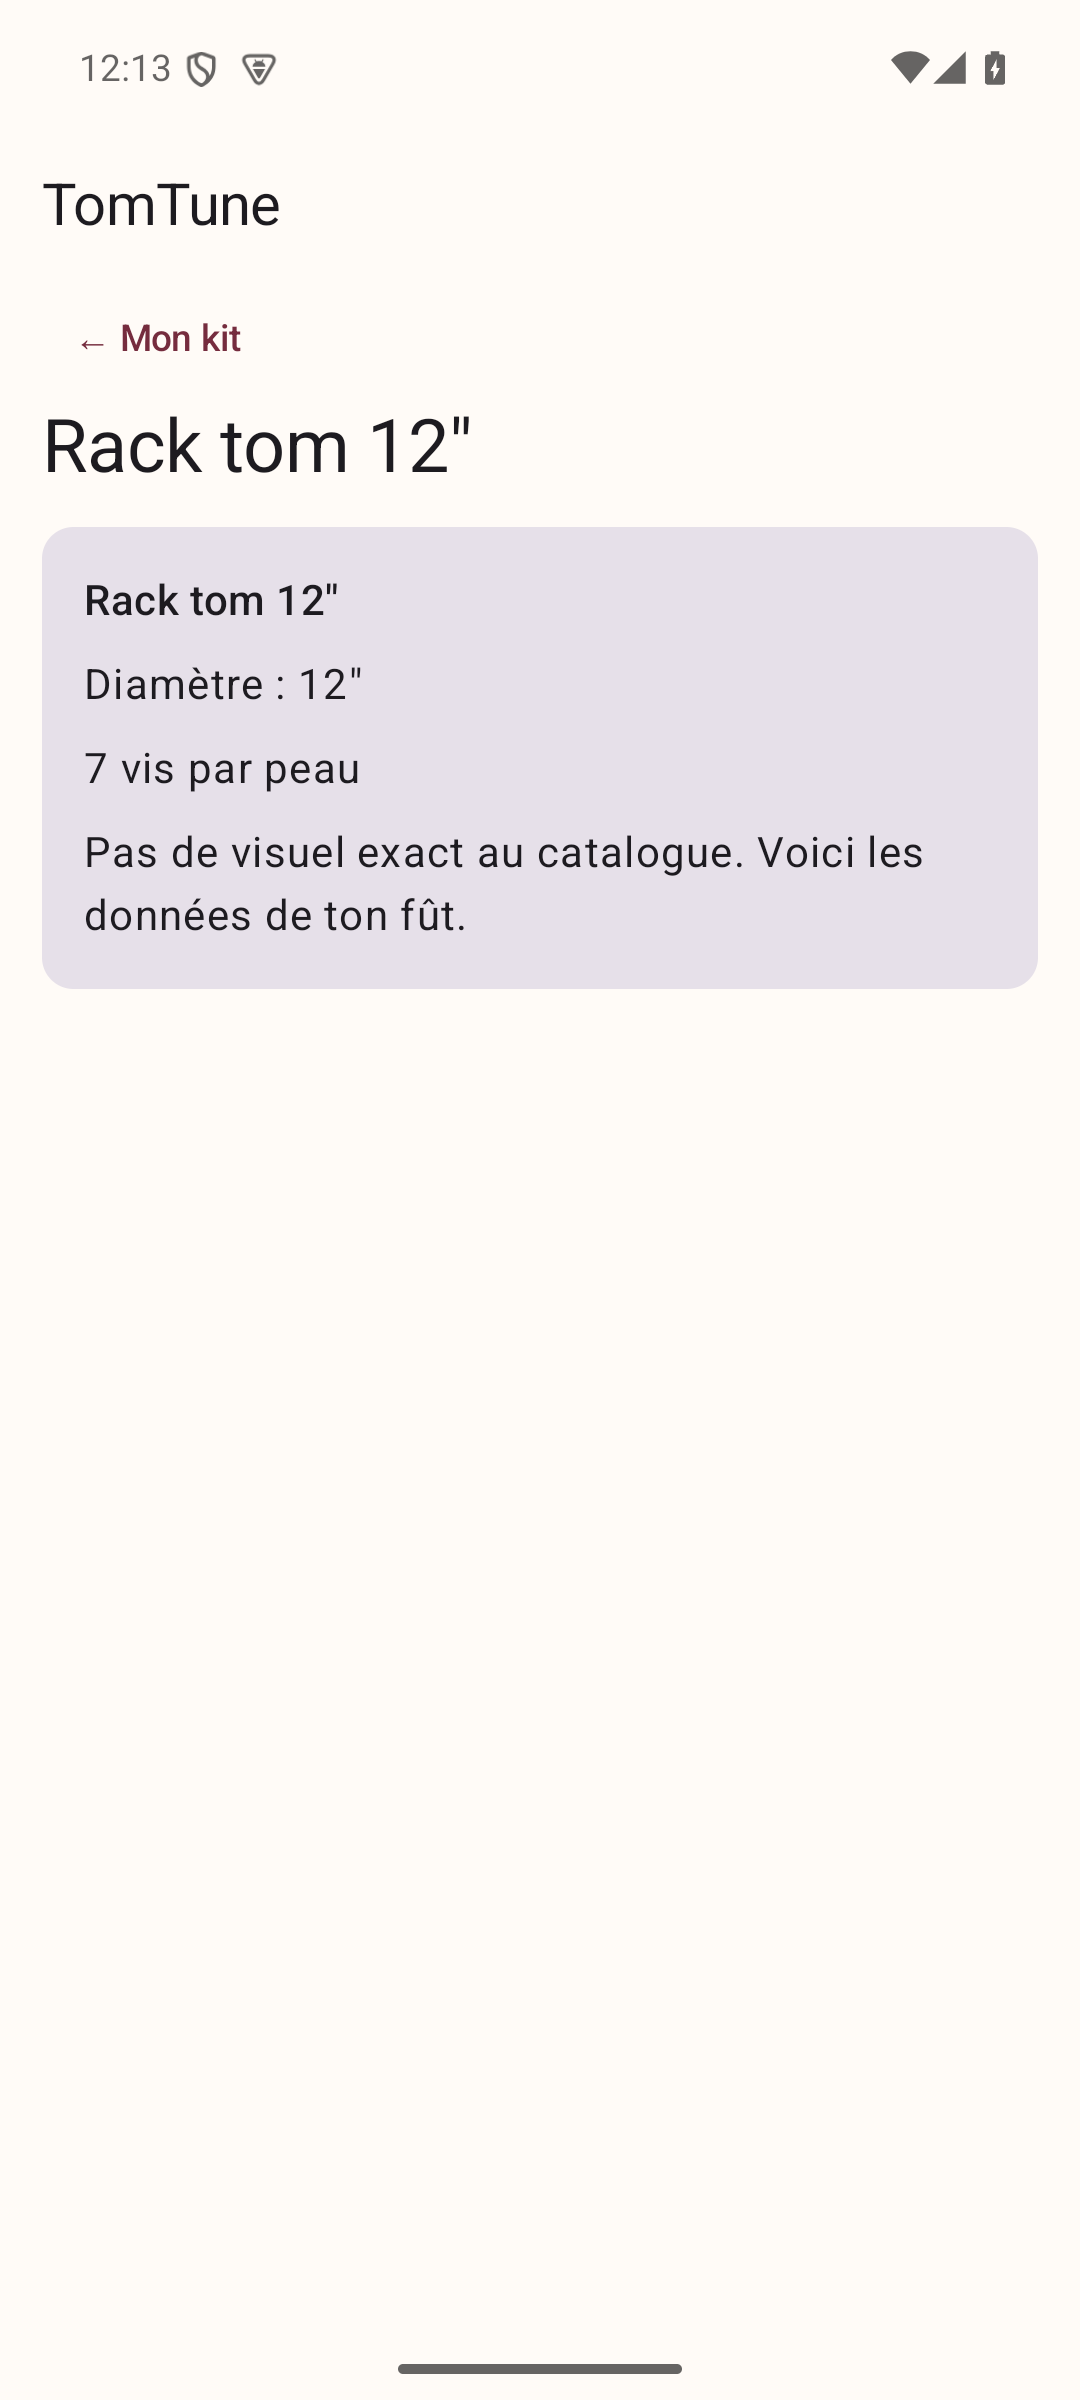 12:13
TomTune
← Mon kit
Rack tom 12"
Rack tom 12"
Diamètre : 12"
7 vis par peau
Pas de visuel exact au catalogue. Voici les
données de ton fût.